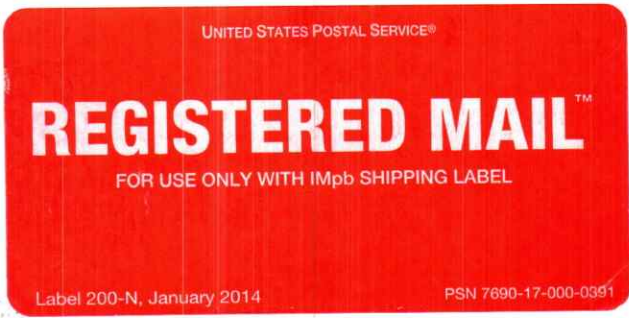 UNITED STATES POSTAL SERVICE®
REGISTERED MAIL™
FOR USE ONLY WITH IMpb SHIPPING LABEL
Label 200-N, January 2014
PSN 7690-17-000-0391